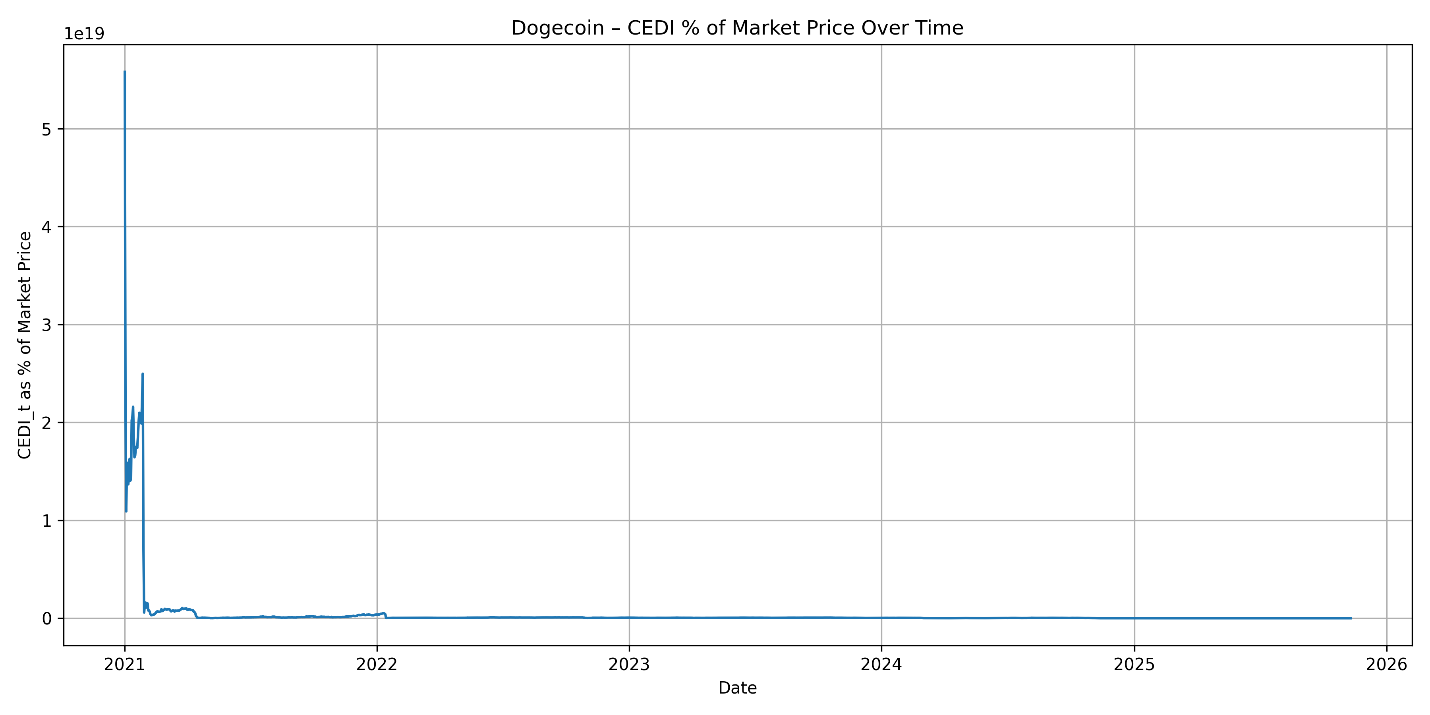 Dogecoin – CEDI % of Market Price Over Time
1e19
CEDI_t as % of Market Price
5
4
3
2
1
0
2021 2022 2023 2024 2025 2026
Date